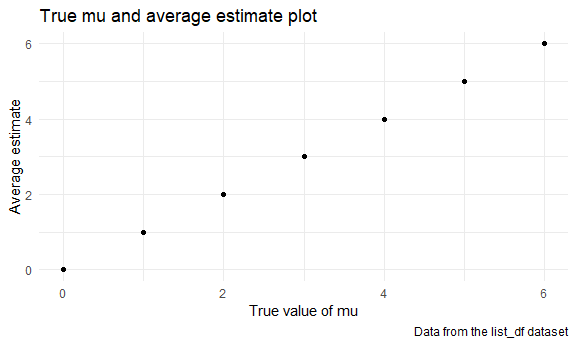 True mu and average estimate plot
Average estimate
6
4
2
0
0 2 4 6
True value of mu
Data from the list_df dataset